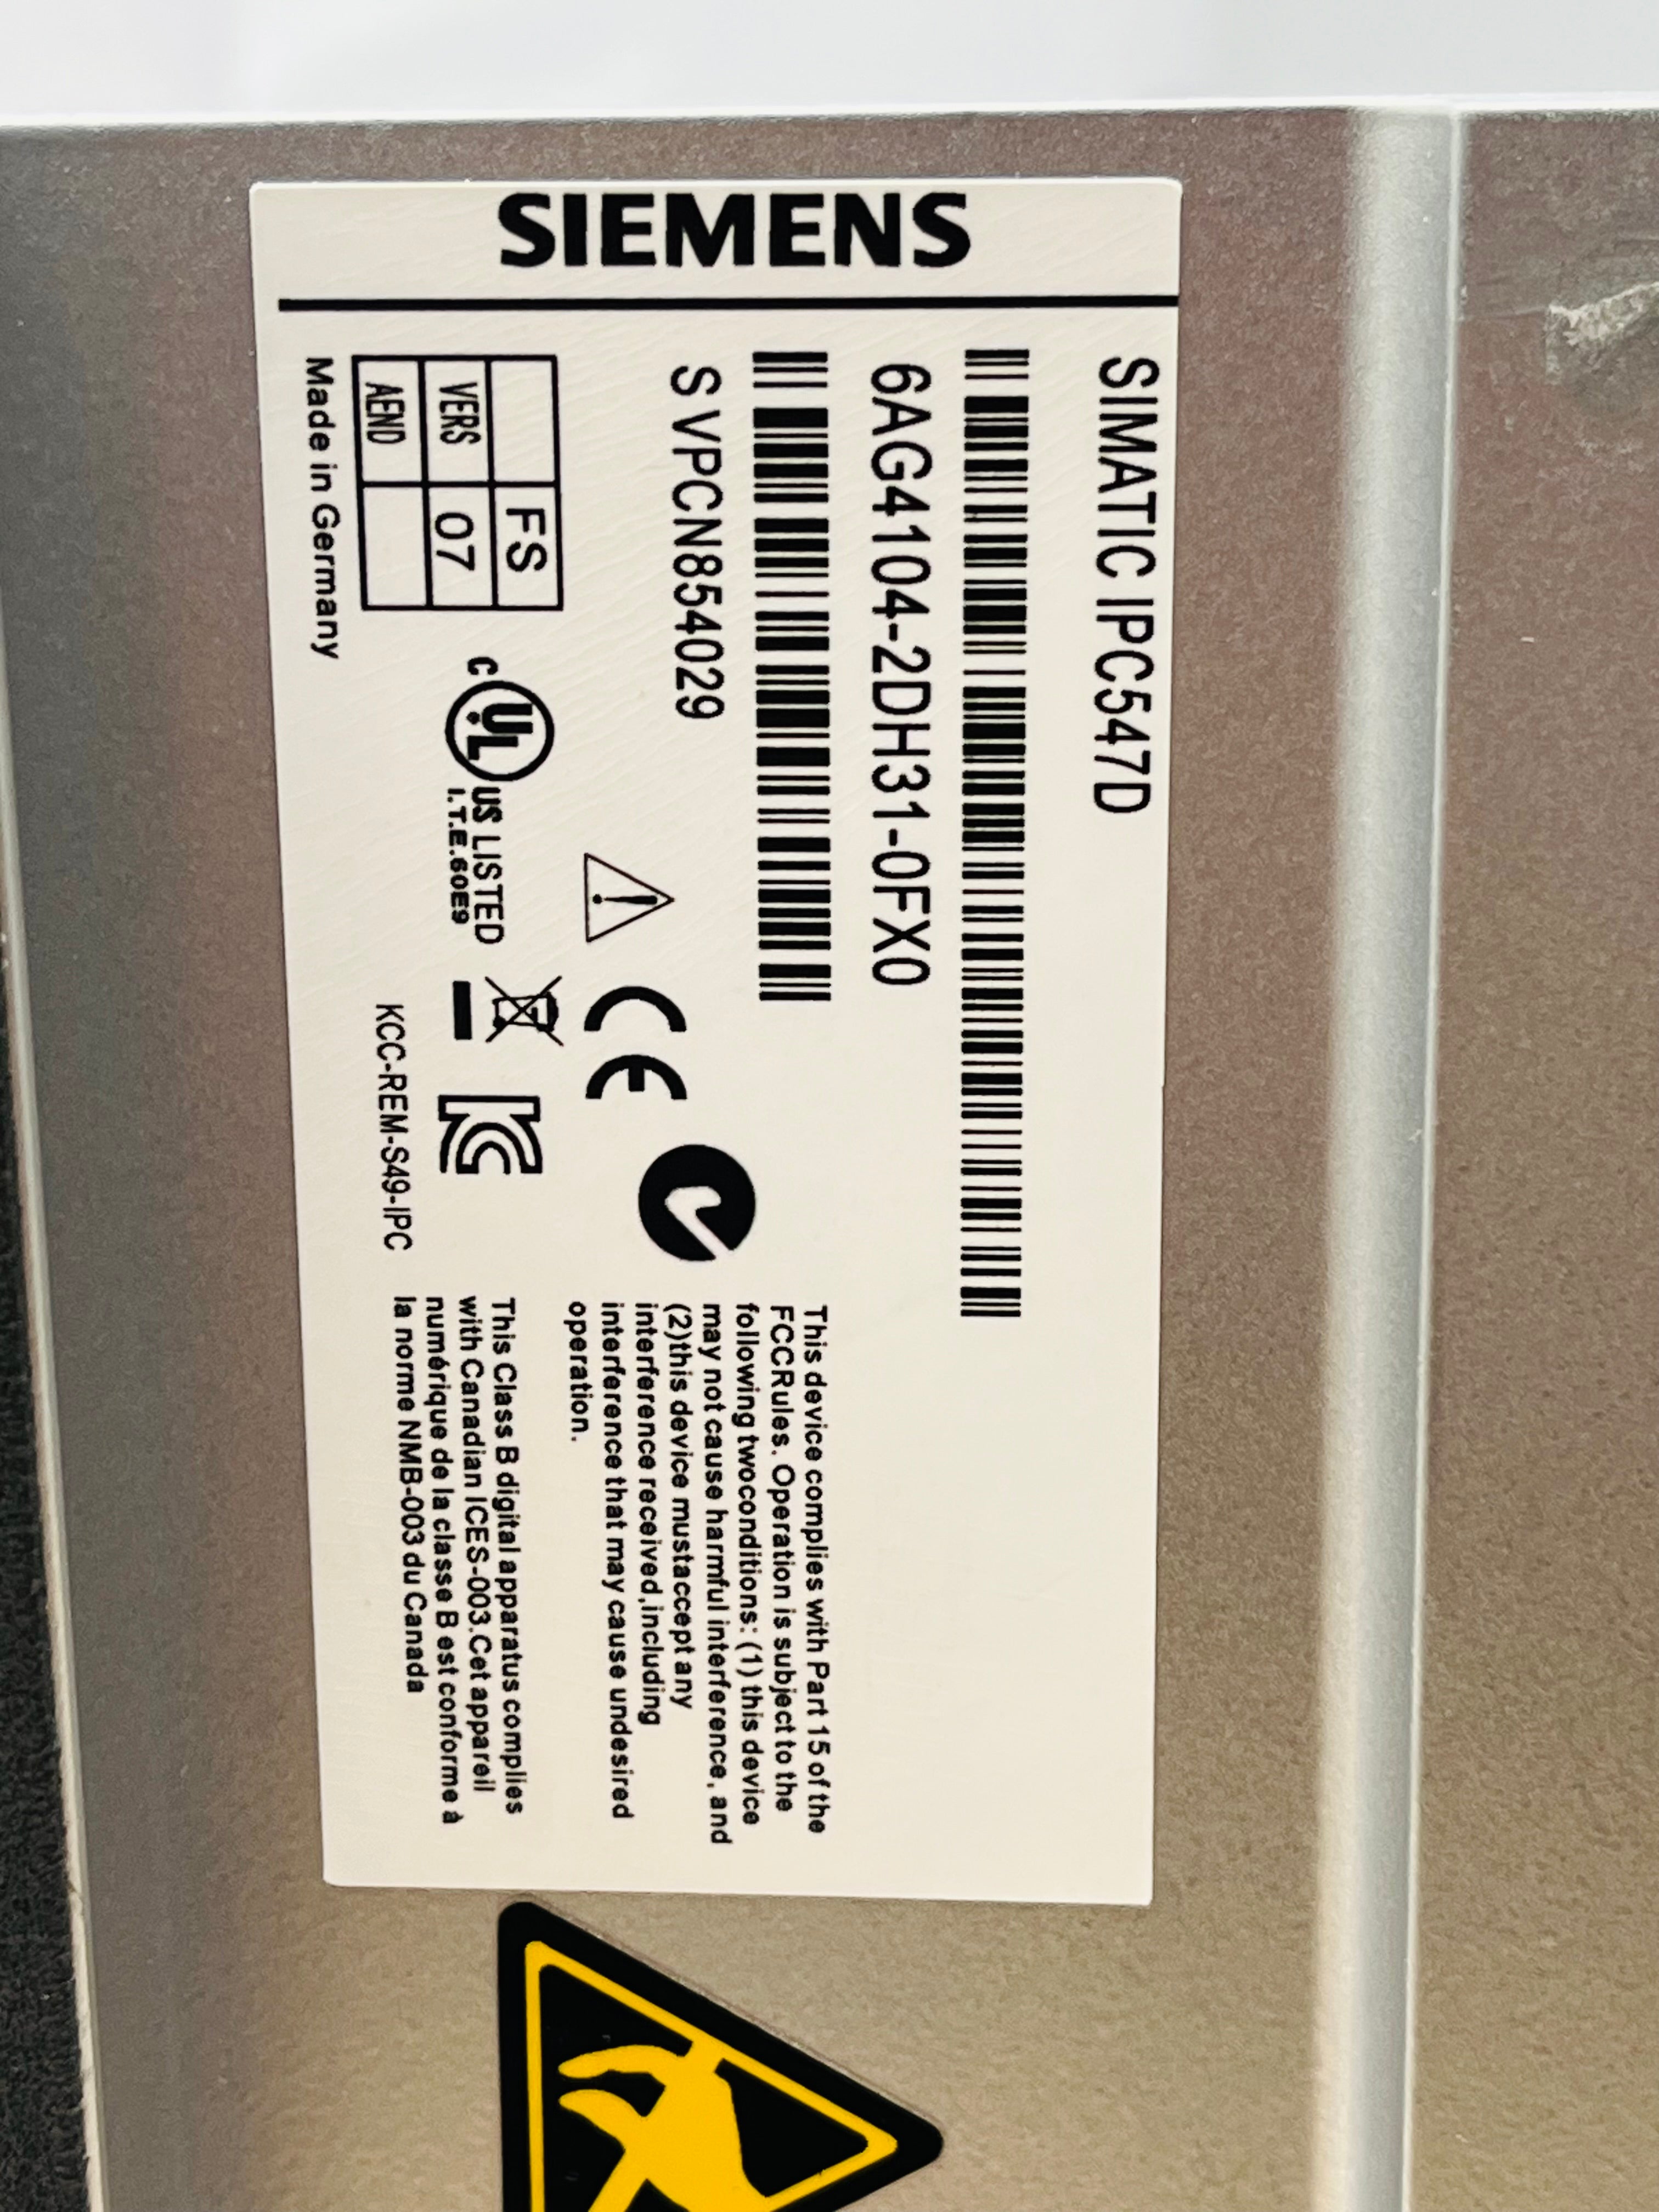 SIEMENS
SIMATIC IPC547D
6AG4104-2DH31-0FX0
S VPCN854029
FS
VERS 07
AEND
Made in Germany
c UL US LISTED
I.T.E.60E9
CE
KC
KCC-REM-S49-IPC
This device complies with Part 15 of the
FCCRules. Operation is subject to the
following twoconditions: (1) this device
may not cause harmful interference, and
(2)this device mustaccept any
interference received,including
interference that may cause undesired
operation.
This Class B digital apparatus complies
with Canadian ICES-003.Cet appareil
numérique de la classe B est conforme à
la norme NMB-003 du Canada